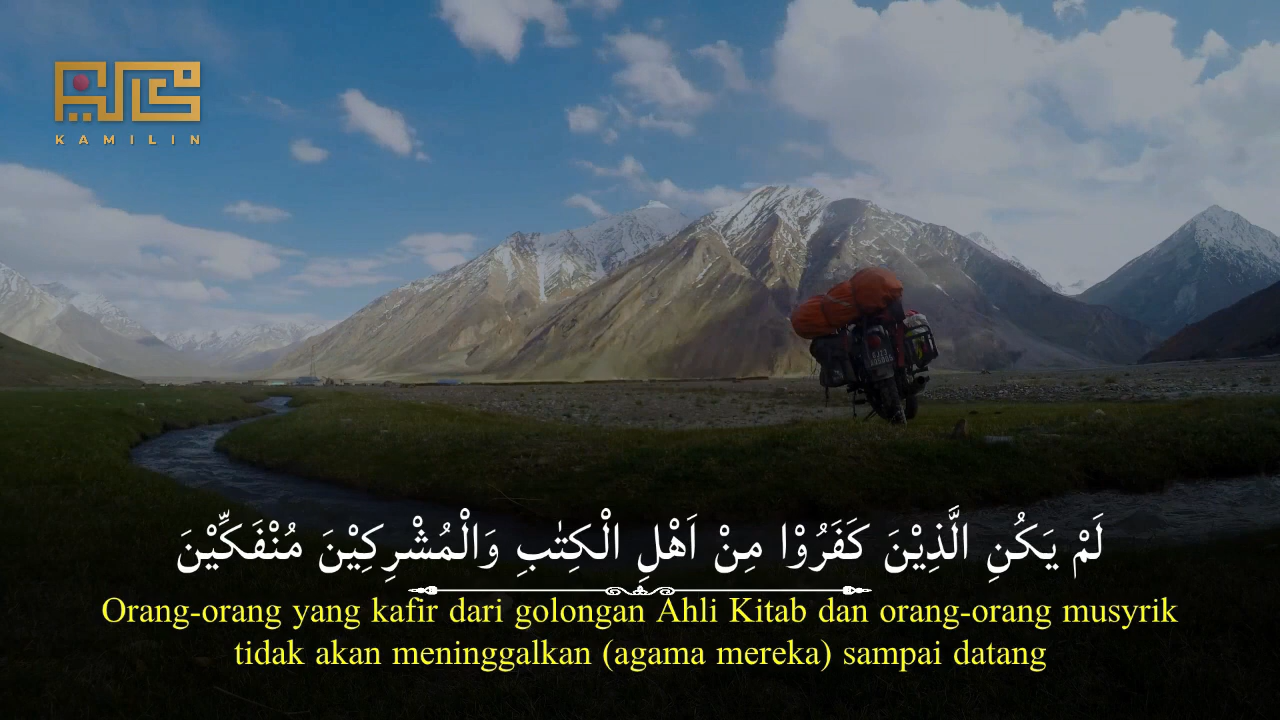 KAMILIN
لَمْ يَكُنِ الَّذِيْنَ كَفَرُوْا مِنْ اَهْلِ الْكِتٰبِ وَالْمُشْرِكِيْنَ مُنْفَكِّيْنَ
Orang-orang yang kafir dari golongan Ahli Kitab dan orang-orang musyrik
tidak akan meninggalkan (agama mereka) sampai datang